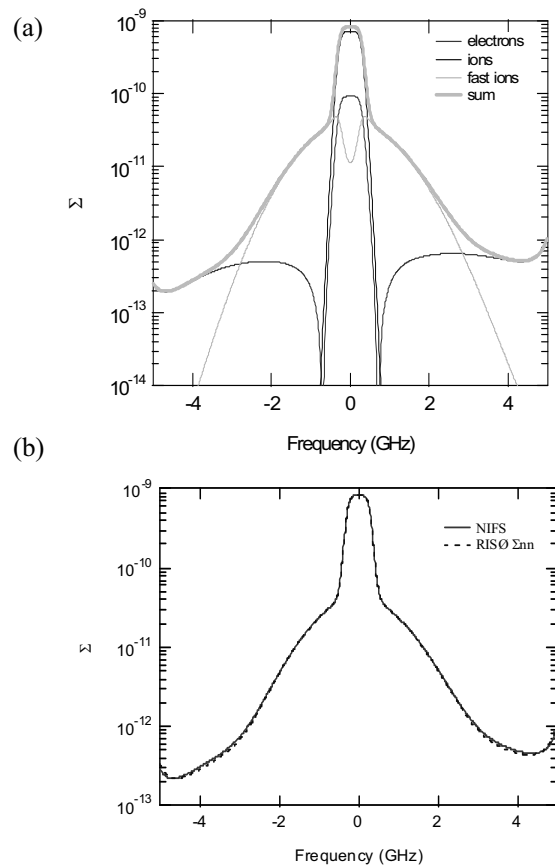 (a)
10^-9
10^-10
10^-11
10^-12
10^-13
10^-14
Σ
electrons
ions
fast ions
sum
-4
-2
0
2
4
Frequency (GHz)
(b)
10^-9
10^-10
10^-11
10^-12
10^-13
Σ
NIFS
RISØ Σnn
-4
-2
0
2
4
Frequency (GHz)